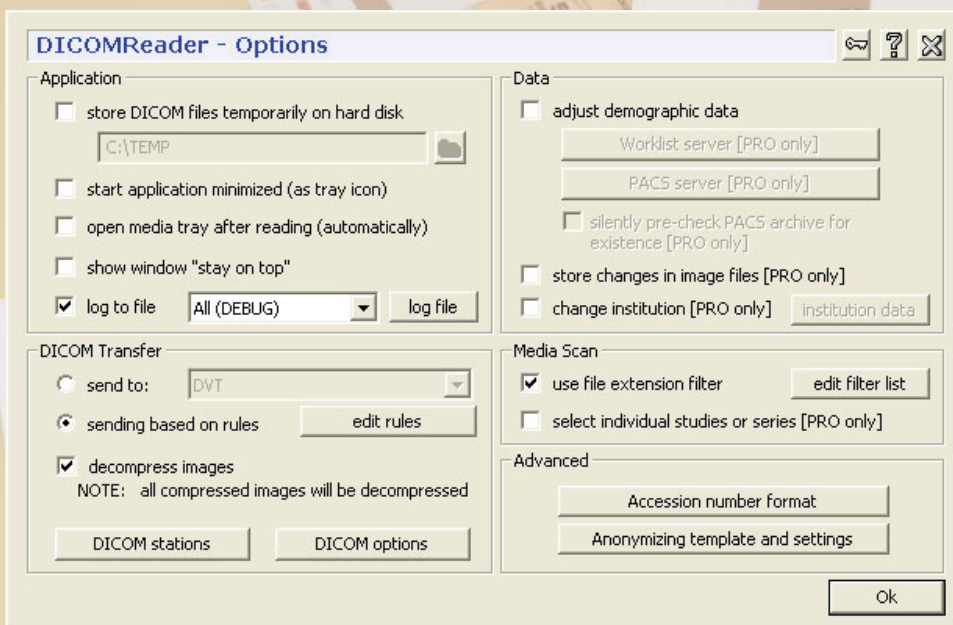 DICOMReader - Options
Application
store DICOM files temporarily on hard disk
C:\TEMP
start application minimized (as tray icon)
open media tray after reading (automatically)
show window "stay on top"
log to file All (DEBUG) log file
DICOM Transfer
send to: DVT
sending based on rules edit rules
decompress images
NOTE: all compressed images will be decompressed
DICOM stations DICOM options
Data
adjust demographic data
Worklist server [PRO only]
PACS server [PRO only]
silently pre-check PACS archive for
existence [PRO only]
store changes in image files [PRO only]
change institution [PRO only] institution data
Media Scan
use file extension filter edit filter list
select individual studies or series [PRO only]
Advanced
Accession number format
Anonymizing template and settings
Ok